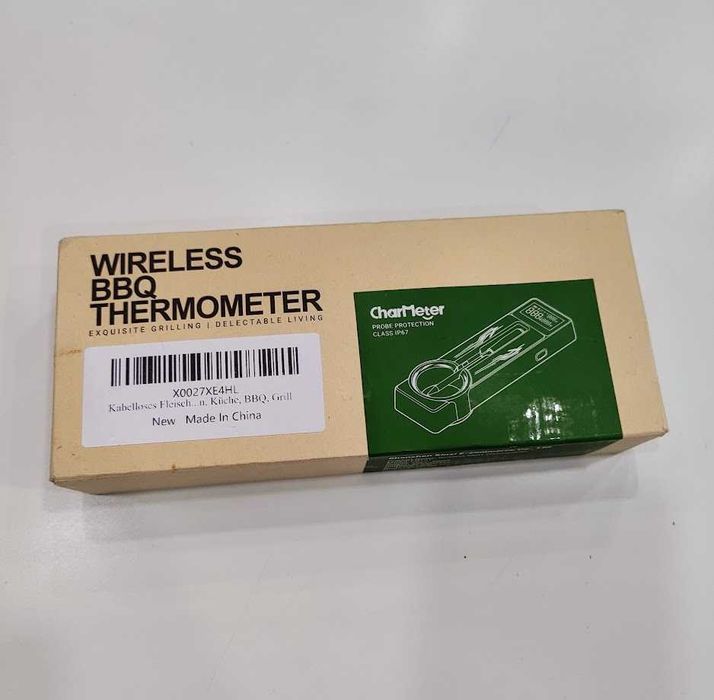 WIRELESS
BBQ
THERMOMETER
EXQUISITE GRILLING | DELECTABLE LIVING
X0027XE4HL
Kabelloses Fleisch...n, Küche, BBQ, Grill
New Made In China
CharMeter
PROBE PROTECTION
CLASS IP67